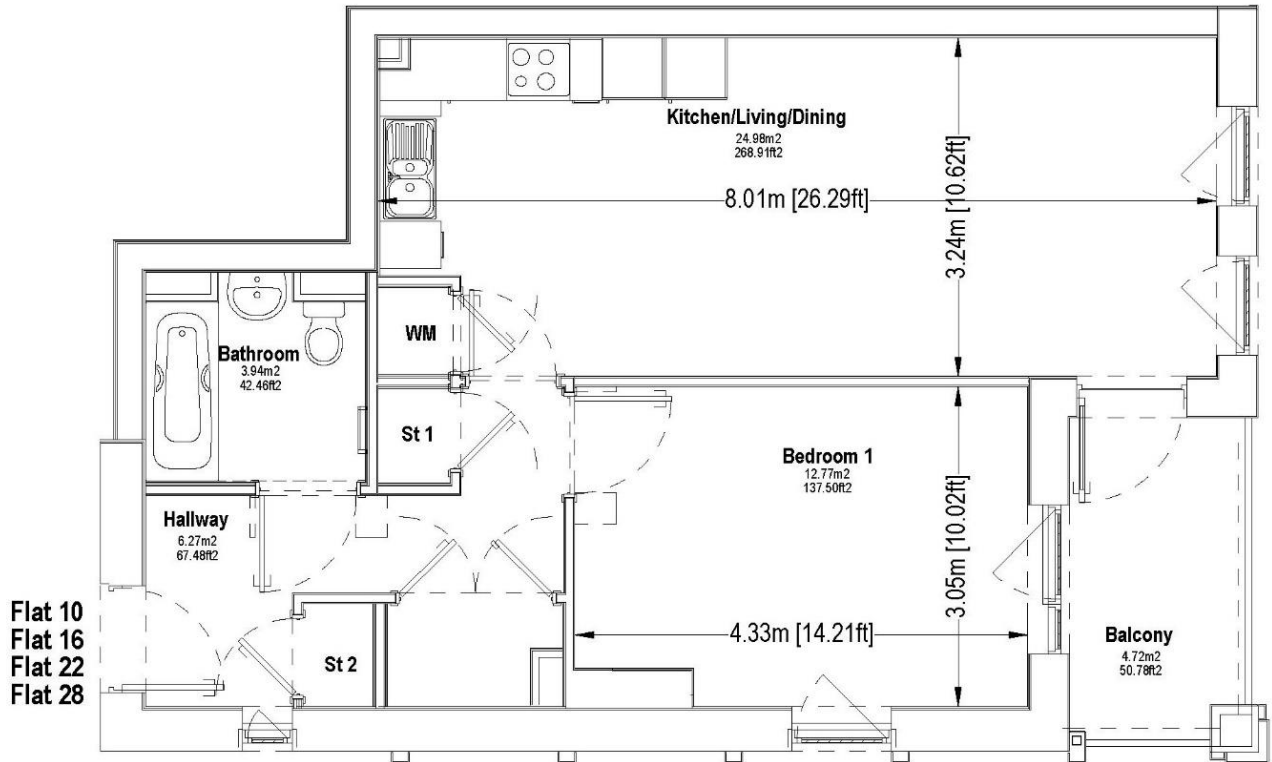 Kitchen/Living/Dining
24.98m2
268.91ft2
8.01m [26.29ft]
3.24m [10.62ft]
WM
Bathroom
3.94m2
42.46ft2
St 1
Bedroom 1
12.77m2
137.50ft2
3.05m [10.02ft]
4.33m [14.21ft]
Hallway
6.27m2
67.48ft2
Flat 10
Flat 16
Flat 22
Flat 28
St 2
Balcony
4.72m2
50.78ft2